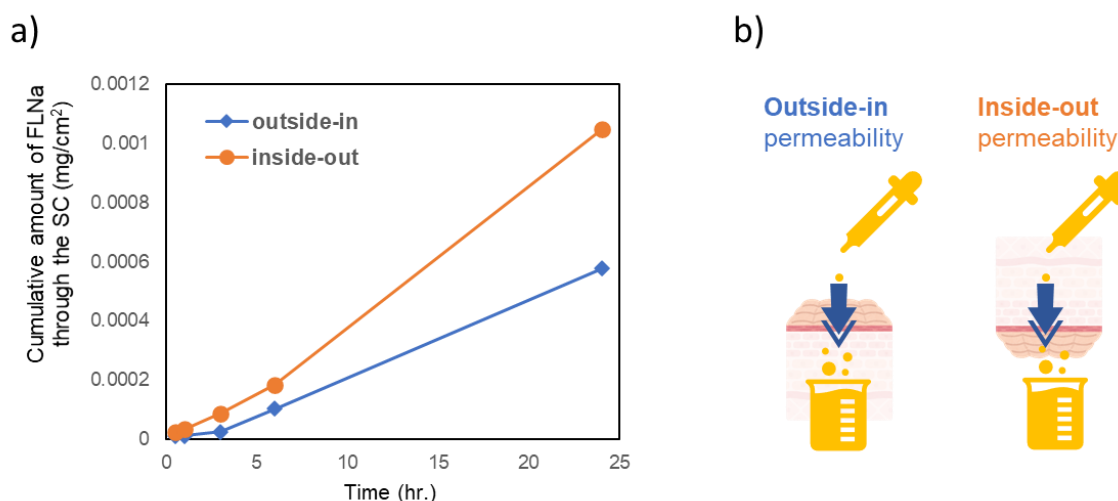 a)
Cumulative amount of FLNa
through the SC (mg/cm²)
0.0012
0.001
0.0008
0.0006
0.0004
0.0002
0
outside-in
inside-out
0
5
10
15
20
25
Time (hr.)
b)
Outside-in
permeability
Inside-out
permeability